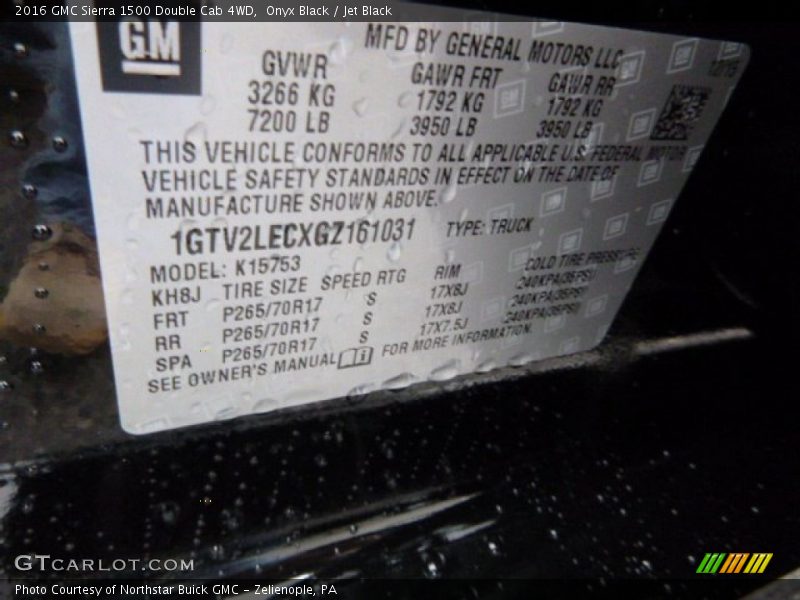 2016 GMC Sierra 1500 Double Cab 4WD, Onyx Black / Jet Black
GM
MFD BY GENERAL MOTORS LLC
12/15
GVWR GAWR FRT GAWR RR
3266 KG 1792 KG 1792 KG
7200 LB 3950 LB 3950 LB
THIS VEHICLE CONFORMS TO ALL APPLICABLE U.S. FEDERAL MOTOR
VEHICLE SAFETY STANDARDS IN EFFECT ON THE DATE OF
MANUFACTURE SHOWN ABOVE.
1GTV2LECXGZ161031 TYPE: TRUCK
MODEL: K15753
KH8J TIRE SIZE SPEED RTG RIM COLD TIRE PRESSURE
FRT P265/70R17 S 17X8J 240KPA(35PSI)
RR P265/70R17 S 17X8J 240KPA(35PSI)
SPA P265/70R17 S 17X7.5J 240KPA(35PSI)
SEE OWNER'S MANUAL i FOR MORE INFORMATION.
GTCARLOT.COM
Photo Courtesy of Northstar Buick GMC – Zelienople, PA